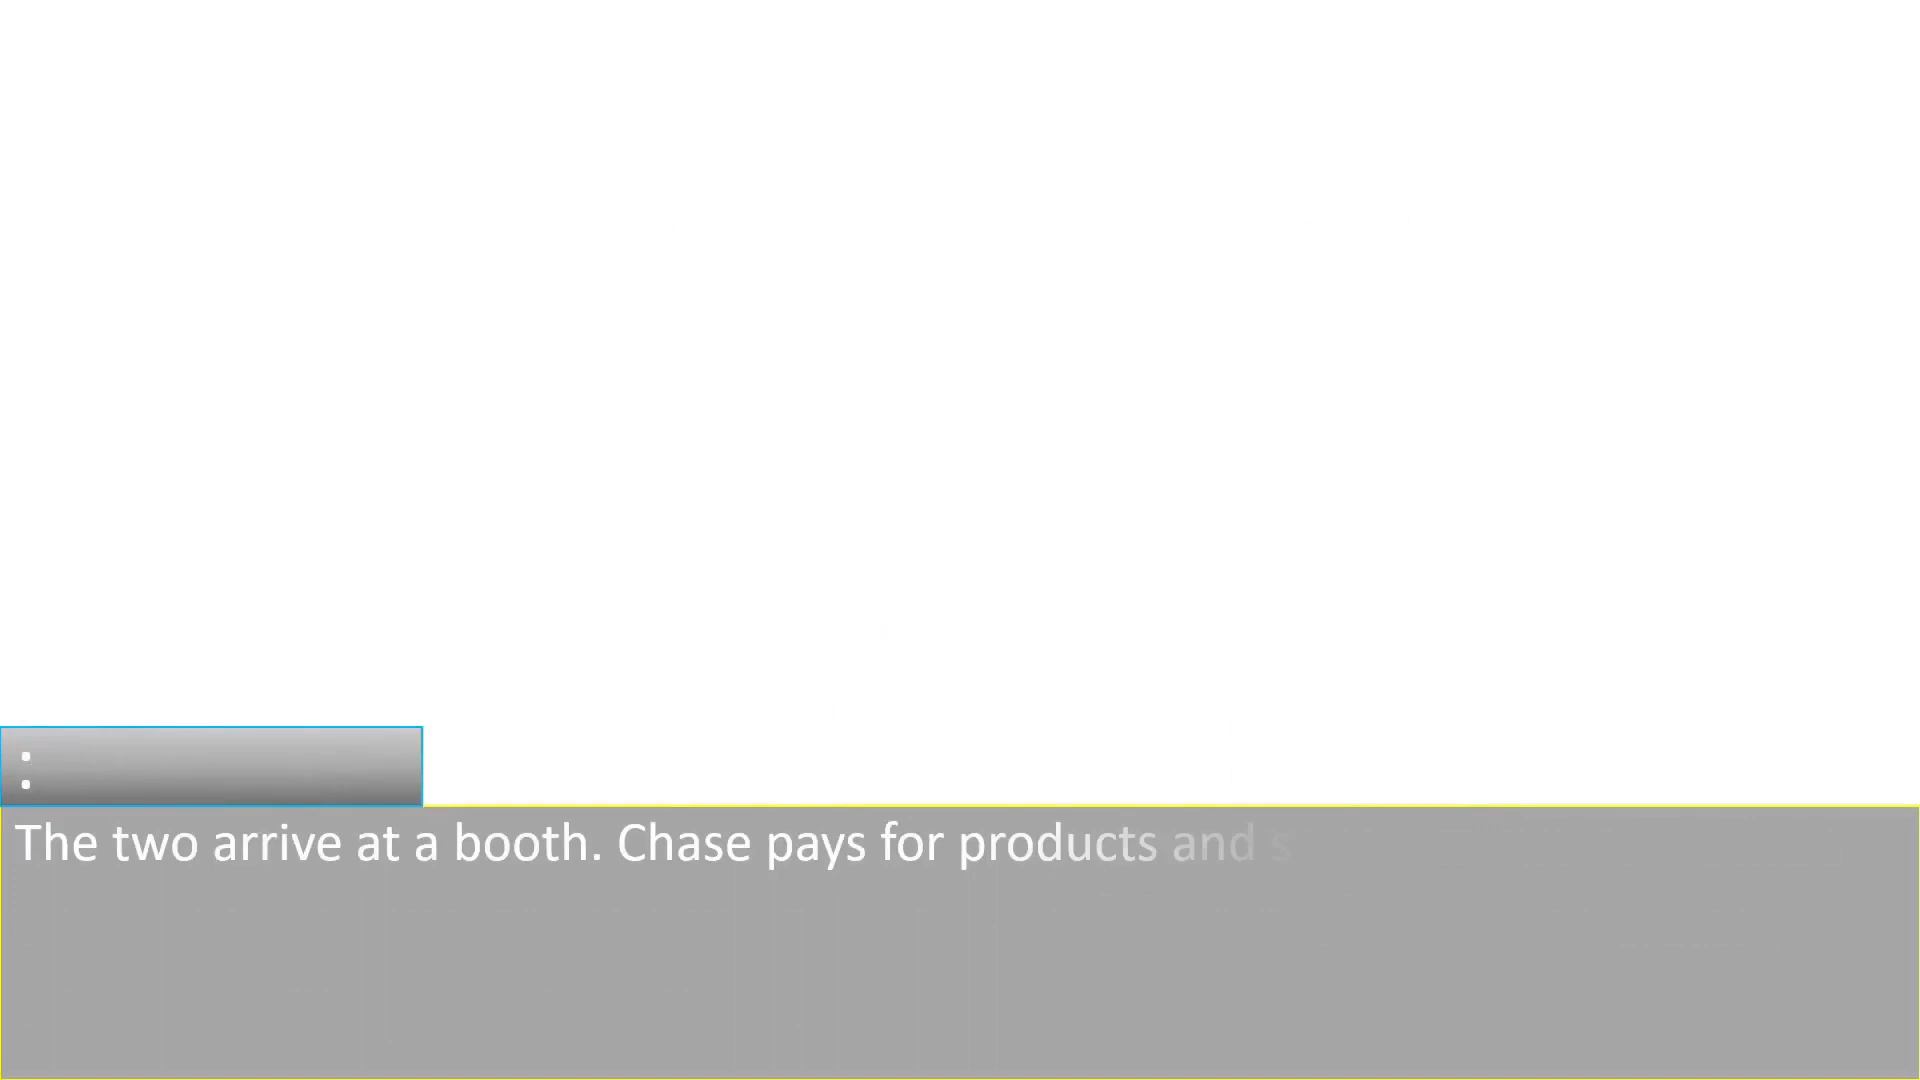 :
The two arrive at a booth. Chase pays for products and s